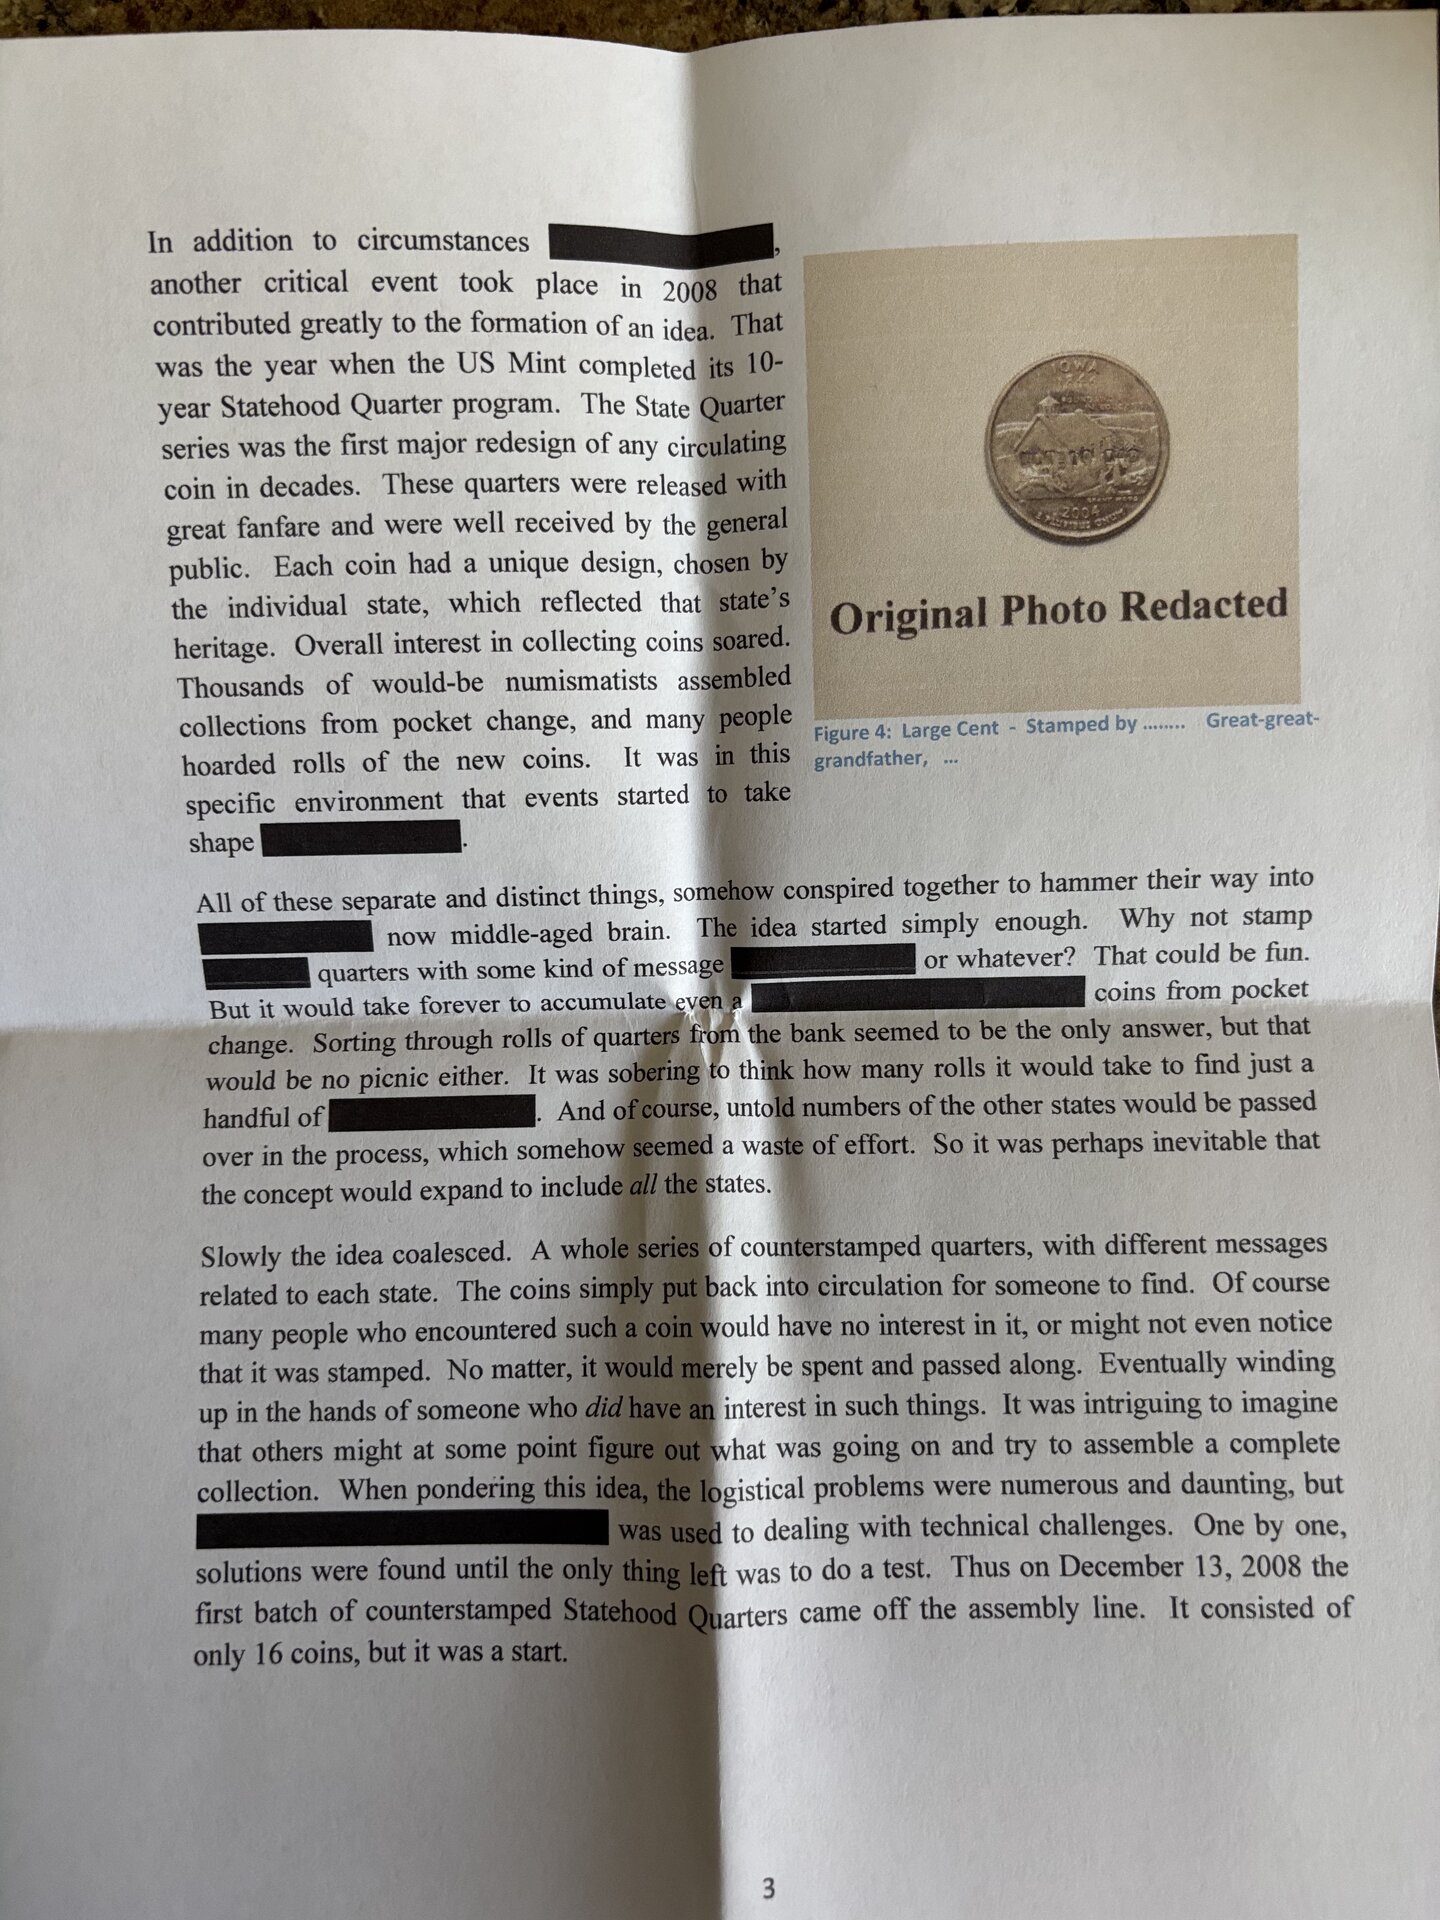 In addition to circumstances ,
another critical event took place in 2008 that
contributed greatly to the formation of an idea. That
was the year when the US Mint completed its 10-
year Statehood Quarter program. The State Quarter
series was the first major redesign of any circulating
coin in decades. These quarters were released with
great fanfare and were well received by the general
public. Each coin had a unique design, chosen by
the individual state, which reflected that state's
heritage. Overall interest in collecting coins soared.
Thousands of would-be numismatists assembled
collections from pocket change, and many people
hoarded rolls of the new coins. It was in this
specific environment that events started to take
shape .
IOWA
GRANT WOOD
2004
E PLURIBUS UNUM
Original Photo Redacted
Figure 4: Large Cent - Stamped by ........ Great-great-
grandfather, ...
All of these separate and distinct things, somehow conspired together to hammer their way into
now middle-aged brain. The idea started simply enough. Why not stamp
quarters with some kind of message or whatever? That could be fun.
But it would take forever to accumulate even a coins from pocket
change. Sorting through rolls of quarters from the bank seemed to be the only answer, but that
would be no picnic either. It was sobering to think how many rolls it would take to find just a
handful of . And of course, untold numbers of the other states would be passed
over in the process, which somehow seemed a waste of effort. So it was perhaps inevitable that
the concept would expand to include all the states.
Slowly the idea coalesced. A whole series of counterstamped quarters, with different messages
related to each state. The coins simply put back into circulation for someone to find. Of course
many people who encountered such a coin would have no interest in it, or might not even notice
that it was stamped. No matter, it would merely be spent and passed along. Eventually winding
up in the hands of someone who did have an interest in such things. It was intriguing to imagine
that others might at some point figure out what was going on and try to assemble a complete
collection. When pondering this idea, the logistical problems were numerous and daunting, but
was used to dealing with technical challenges. One by one,
solutions were found until the only thing left was to do a test. Thus on December 13, 2008 the
first batch of counterstamped Statehood Quarters came off the assembly line. It consisted of
only 16 coins, but it was a start.
3